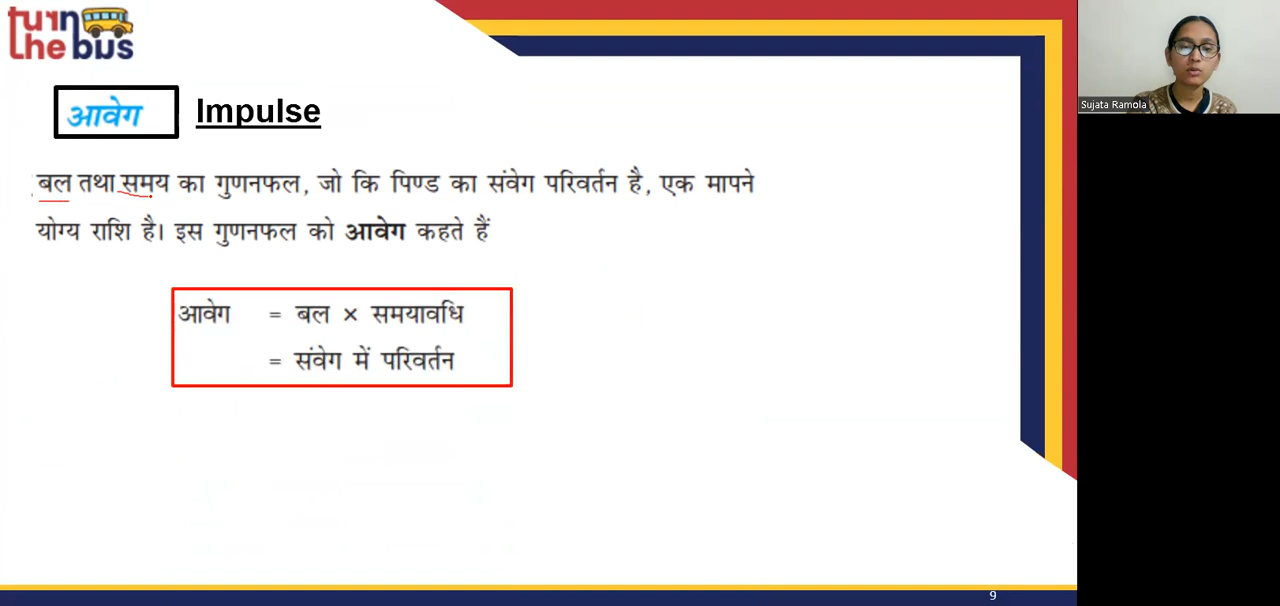 turn
the bus
आवेग Impulse
बल तथा समय का गुणनफल, जो कि पिण्ड का संवेग परिवर्तन है, एक मापने
योग्य राशि है। इस गुणनफल को आवेग कहते हैं
आवेग = बल × समयावधि
= संवेग में परिवर्तन
Sujata Ramola
9